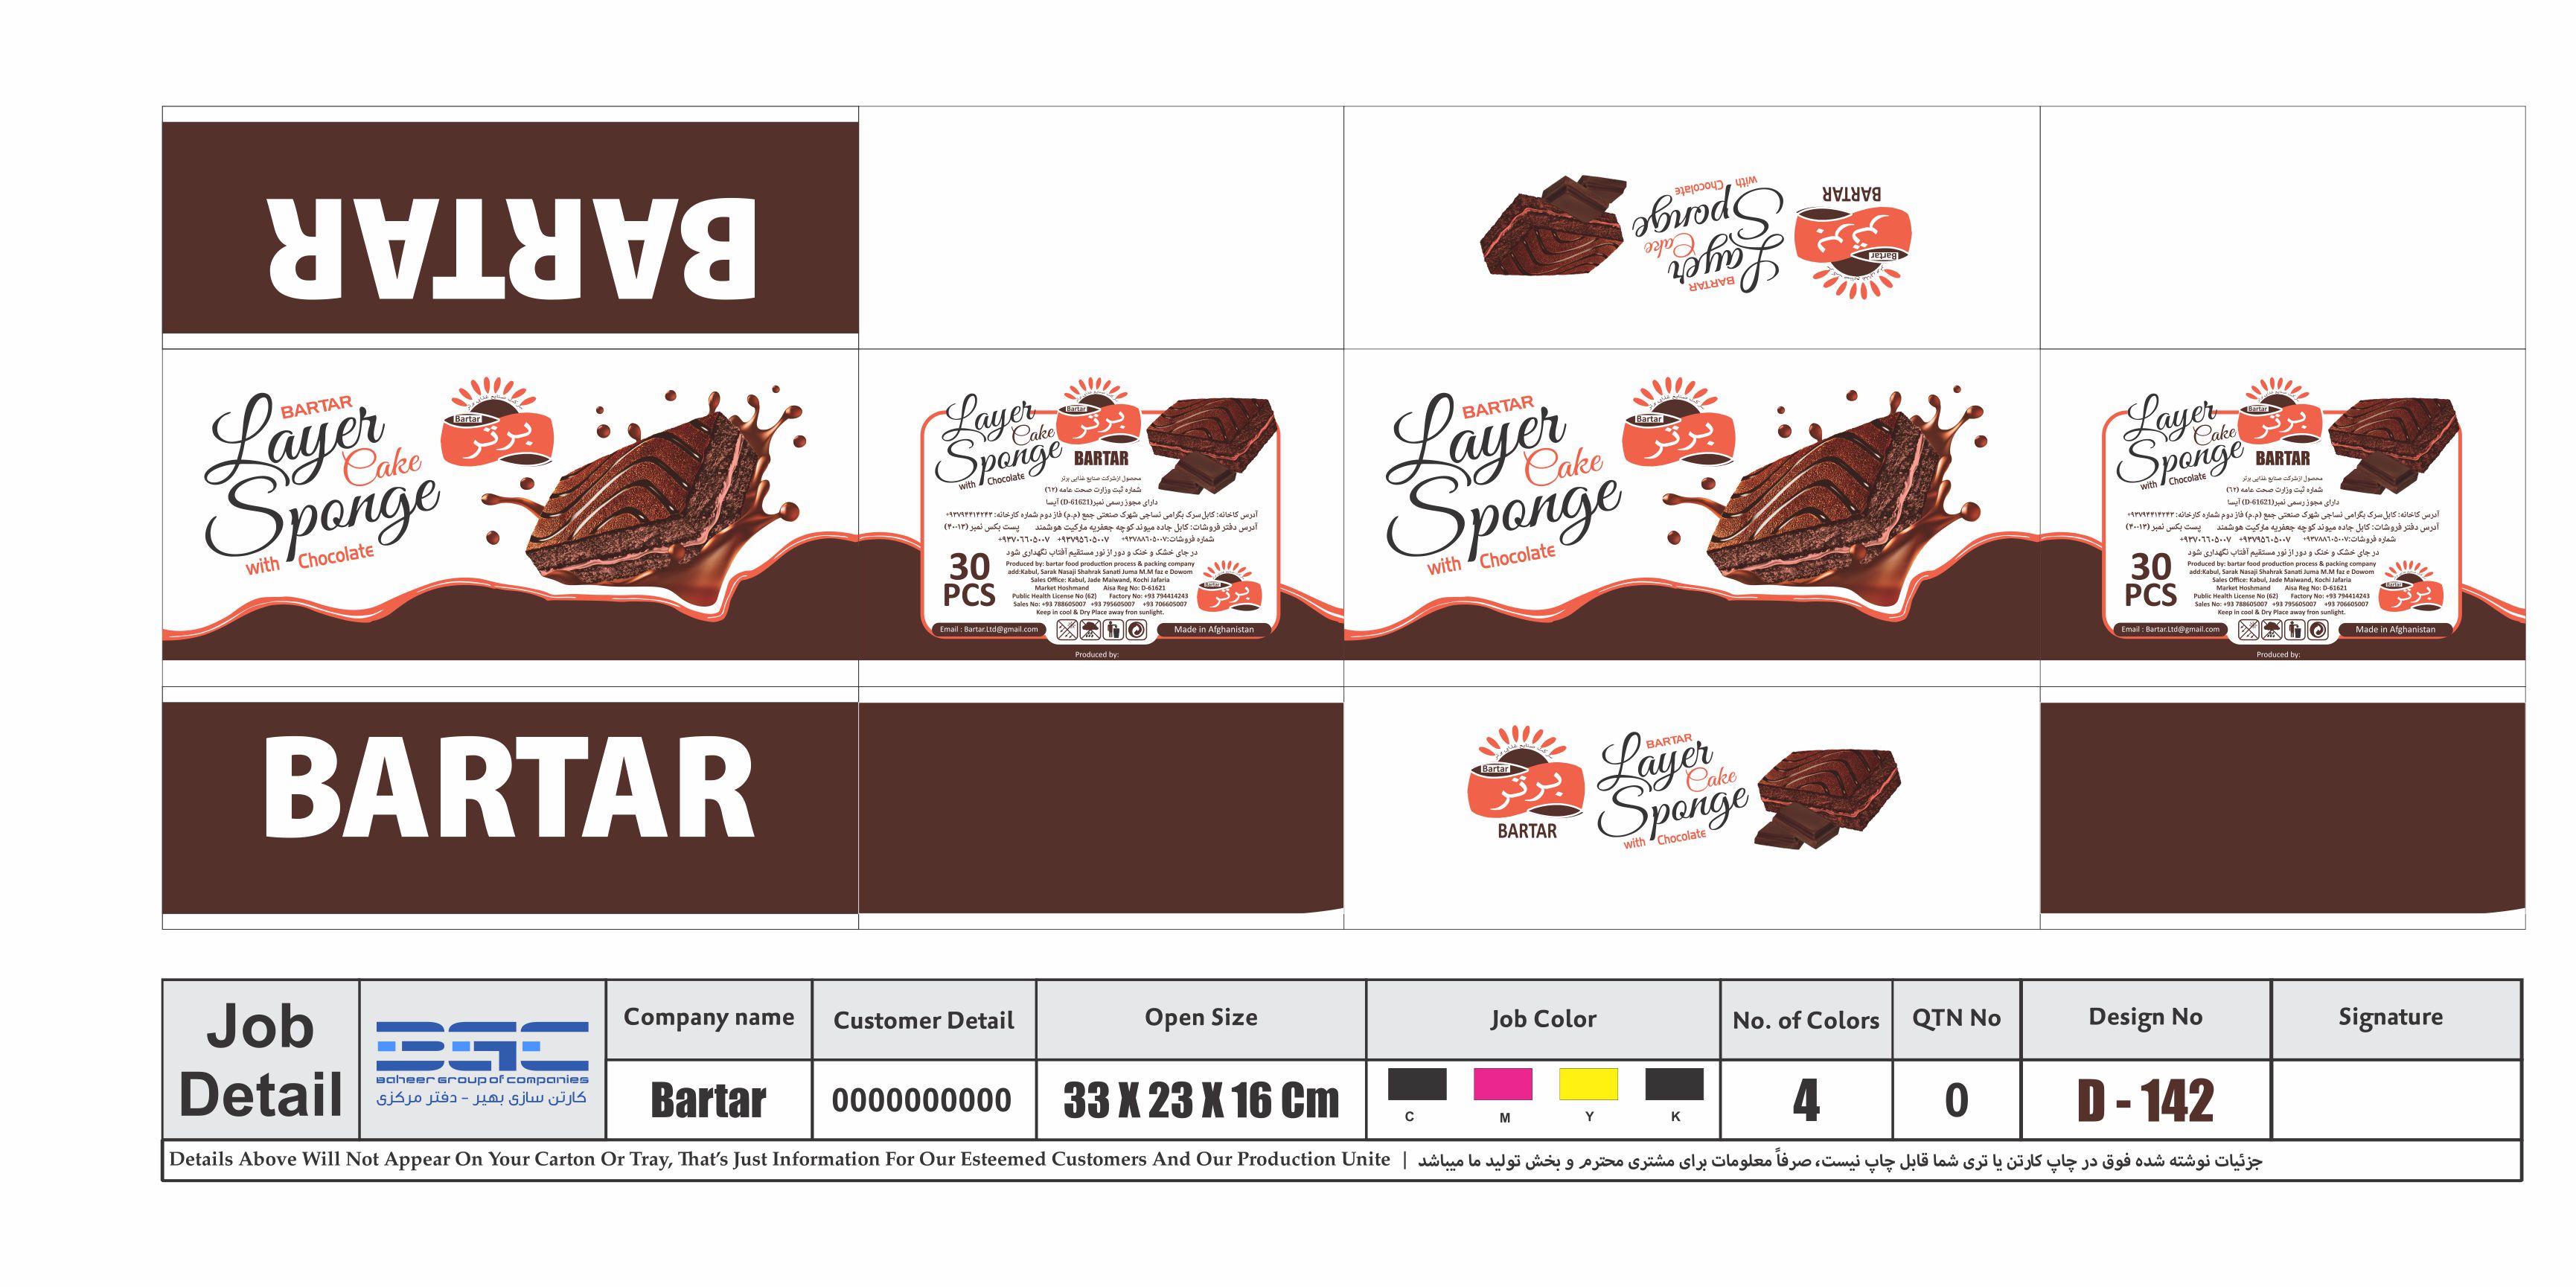 BARTAR
BARTAR
Layer
Cake
Sponge
with Chocolate
Bartar
برتر
BARTAR
BARTAR
Layer
Cake
Sponge
with Chocolate
Bartar
برتر
Layer
Cake
Sponge
with Chocolate
Bartar
برتر
BARTAR
محصول ازشرکت صنایع غذایی برتر
شماره ثبت وزارت صحت عامه (٦٢)
دارای مجوز رسمی نمبر(D-61621) آیسا
آدرس کاخانه: کابل سرک بگرامی نساجی شهرک صنعتی جمع (م.م) فاز دوم شماره کارخانه: ٩٣٧٩٤٤١٤٢٤٣+
آدرس دفتر فروشات: کابل جاده میوند کوچه جعفریه مارکیت هوشمند پست بکس نمبر (٤٠٠١٣)
شماره فروشات:٩٣٧٨٨٦٠٥٠٠٧+ ٩٣٧٩٥٦٠٥٠٠٧+ ٩٣٧٠٦٦٠٥٠٠٧+
در جای خشک و خنک و دور از نور مستقیم آفتاب نگهداری شود
30
PCS
Produced by: bartar food production process & packing company
add:Kabul, Sarak Nasaji Shahrak Sanati Juma M.M faz e Dowom
Sales Office: Kabul, Jade Maiwand, Kochi Jafaria
Market Hoshmand Aisa Reg No: D-61621
Public Health License No (62) Factory No: +93 794414243
Sales No: +93 788605007 +93 795605007 +93 706605007
Keep in cool & Dry Place away fron sunlight.
Bartar
برتر
Email : Bartar.Ltd@gmail.com
Made in Afghanistan
Produced by:
BARTAR
Layer
Cake
Sponge
with Chocolate
Bartar
برتر
Layer
Cake
Sponge
with Chocolate
Bartar
برتر
BARTAR
محصول ازشرکت صنایع غذایی برتر
شماره ثبت وزارت صحت عامه (٦٢)
دارای مجوز رسمی نمبر(D-61621) آیسا
آدرس کاخانه: کابل سرک بگرامی نساجی شهرک صنعتی جمع (م.م) فاز دوم شماره کارخانه: ٩٣٧٩٤٤١٤٢٤٣+
آدرس دفتر فروشات: کابل جاده میوند کوچه جعفریه مارکیت هوشمند پست بکس نمبر (٤٠٠١٣)
شماره فروشات:٩٣٧٨٨٦٠٥٠٠٧+ ٩٣٧٩٥٦٠٥٠٠٧+ ٩٣٧٠٦٦٠٥٠٠٧+
در جای خشک و خنک و دور از نور مستقیم آفتاب نگهداری شود
30
PCS
Produced by: bartar food production process & packing company
add:Kabul, Sarak Nasaji Shahrak Sanati Juma M.M faz e Dowom
Sales Office: Kabul, Jade Maiwand, Kochi Jafaria
Market Hoshmand Aisa Reg No: D-61621
Public Health License No (62) Factory No: +93 794414243
Sales No: +93 788605007 +93 795605007 +93 706605007
Keep in cool & Dry Place away fron sunlight.
Bartar
برتر
Email : Bartar.Ltd@gmail.com
Made in Afghanistan
Produced by:
BARTAR
Bartar
برتر
BARTAR
BARTAR
Layer
Cake
Sponge
with Chocolate
Job
Detail
BGC
Baheer Group of companies
کارتن سازی بهیر - دفتر مرکزی
Company name
Customer Detail
Open Size
Job Color
No. of Colors
QTN No
Design No
Signature
Bartar
0000000000
33 X 23 X 16 Cm
C M Y K
4
0
D - 142
Details Above Will Not Appear On Your Carton Or Tray, That's Just Information For Our Esteemed Customers And Our Production Unite | جزئیات نوشته شده فوق در چاپ کارتن یا تری شما قابل چاپ نیست، صرفاً معلومات برای مشتری محترم و بخش تولید ما میباشد